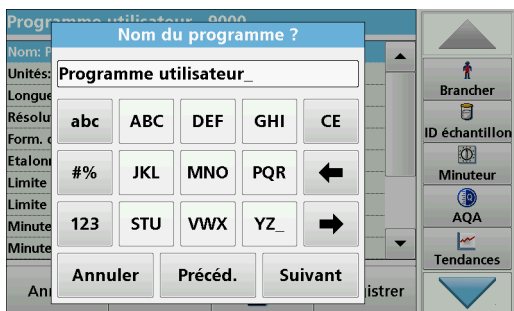 Programme utilisateur 9000
Nom du programme ?
Nom: P
Unités:
Programme utilisateur_
Longue
Résolu
Form. d
Etalonn
Limite
Limite
Minute
Minute
abc ABC DEF GHI CE
#% JKL MNO PQR
123 STU VWX YZ_
Annuler Précéd. Suivant
An
istrer
Brancher
ID échantillon
Minuteur
AQA
Tendances